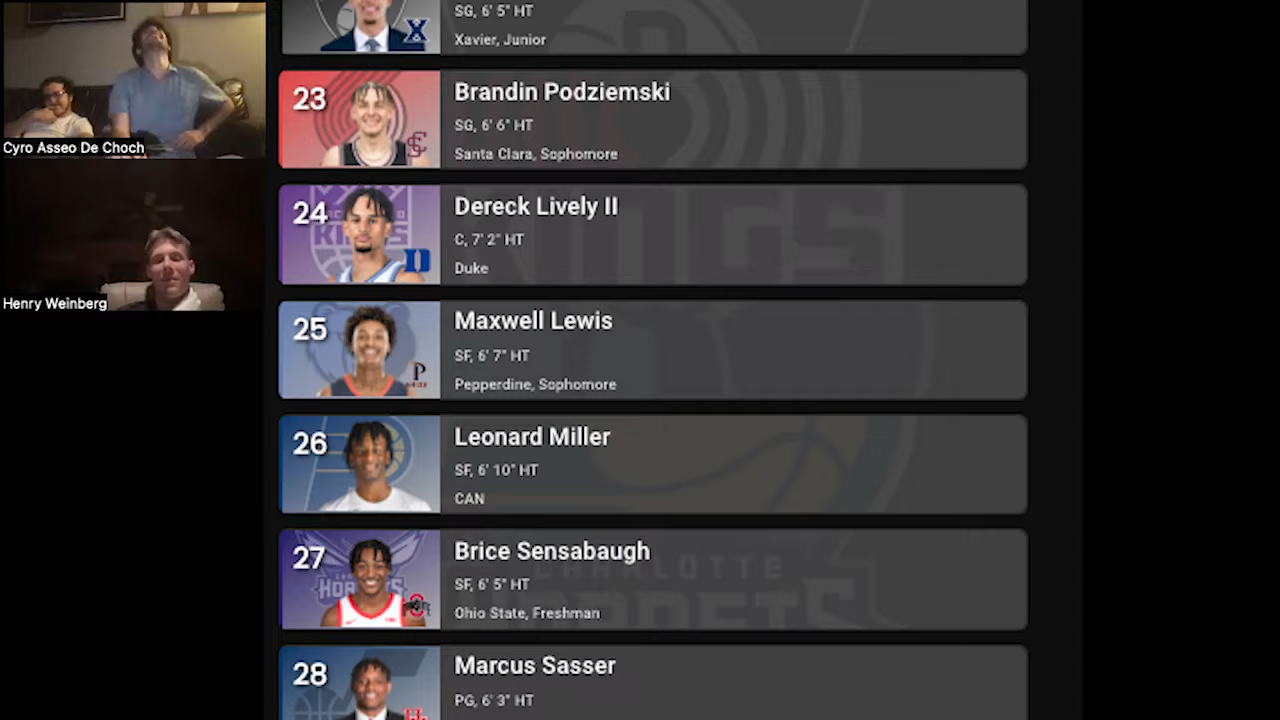 SG, 6' 5" HT
Xavier, Junior
23
Brandin Podziemski
SG, 6' 6" HT
Santa Clara, Sophomore
24
Dereck Lively II
C, 7' 2" HT
Duke
25
Maxwell Lewis
SF, 6' 7" HT
Pepperdine, Sophomore
26
Leonard Miller
SF, 6' 10" HT
CAN
27
Brice Sensabaugh
SF, 6' 5" HT
Ohio State, Freshman
28
Marcus Sasser
PG, 6' 3" HT
Cyro Asseo De Choch
Henry Weinberg
KINGS
CHARLOTTE
HORNETS